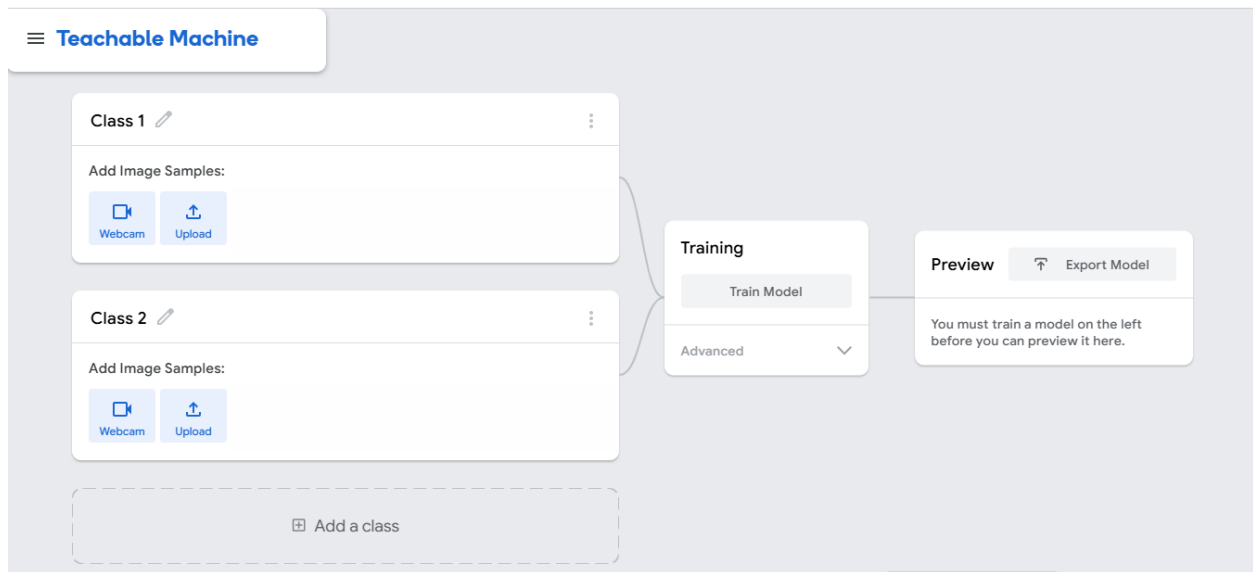 Teachable Machine
Class 1
Add Image Samples:
Webcam Upload
Class 2
Add Image Samples:
Webcam Upload
Add a class
Training
Train Model
Advanced
Preview
Export Model
You must train a model on the left
before you can preview it here.